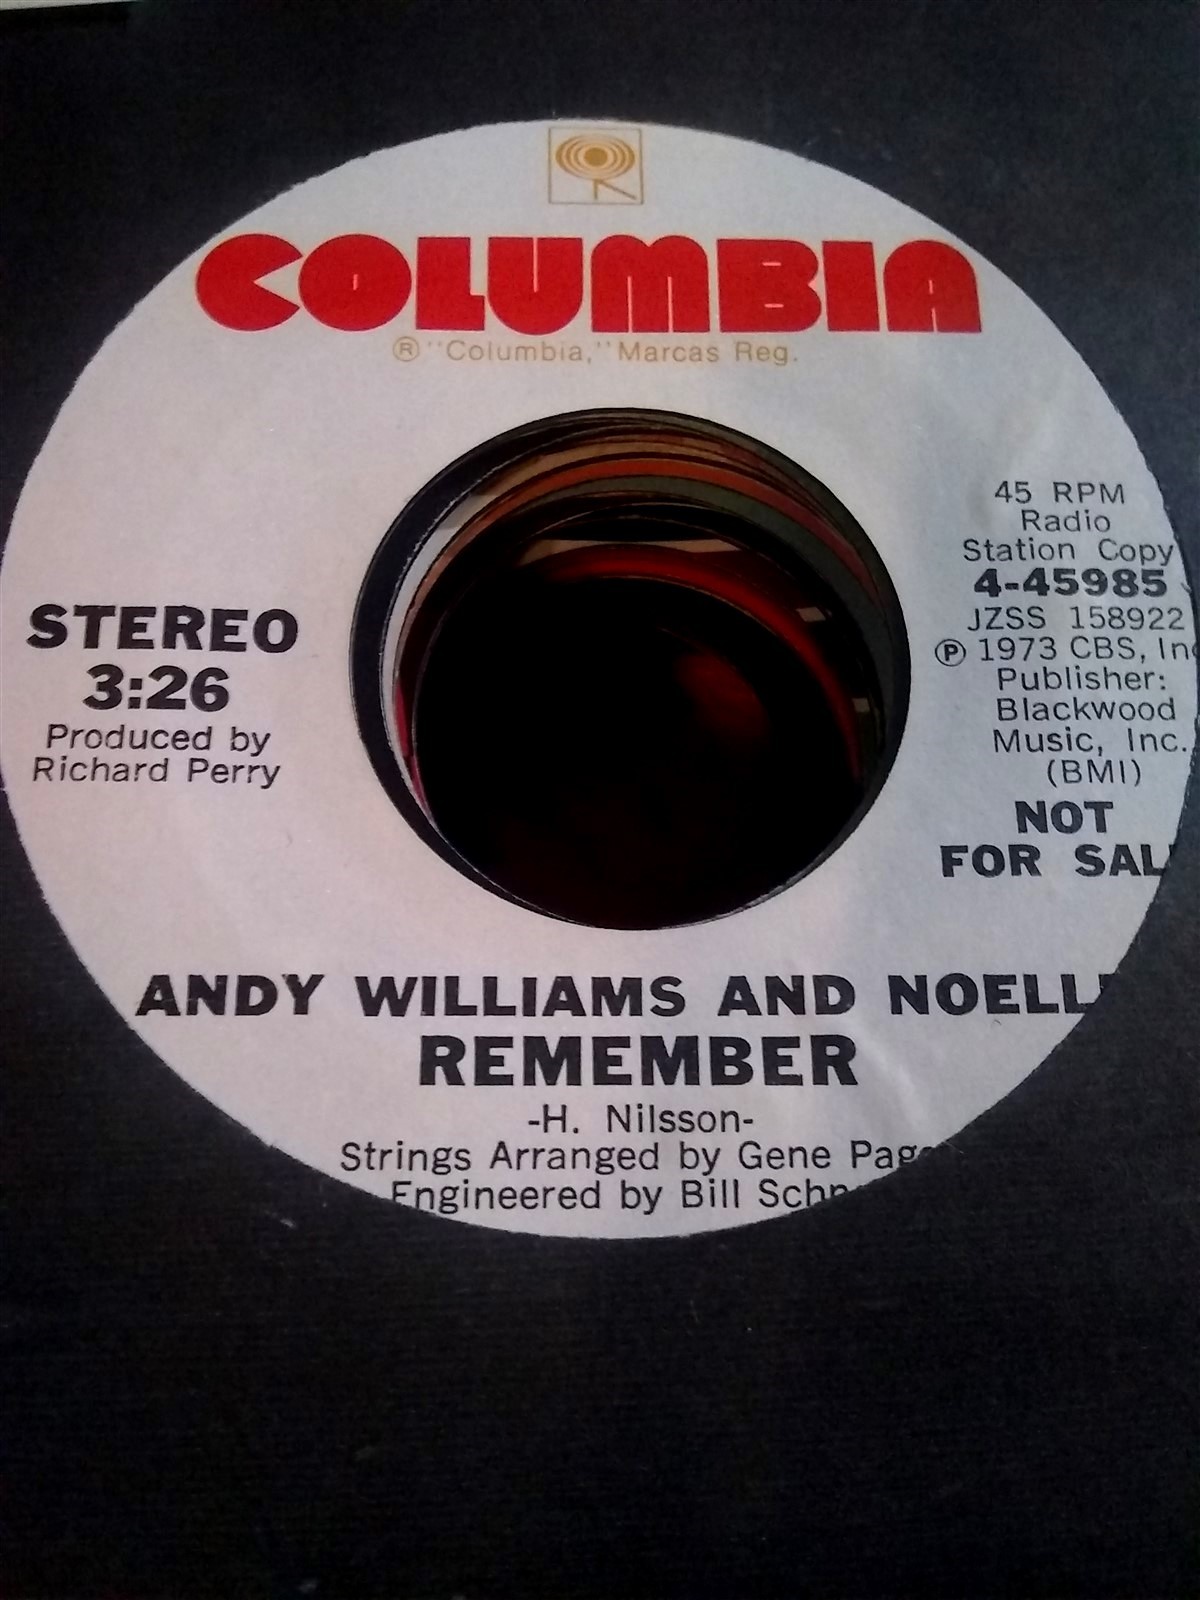 COLUMBIA
® "Columbia," Marcas Reg.
45 RPM
Radio
Station Copy
4-45985
JZSS 158922
Ⓟ 1973 CBS, Inc
Publisher:
Blackwood
Music, Inc.
(BMI)
NOT
FOR SAL
STEREO
3:26
Produced by
Richard Perry
ANDY WILLIAMS AND NOELL
REMEMBER
-H. Nilsson-
Strings Arranged by Gene Page
Engineered by Bill Schn